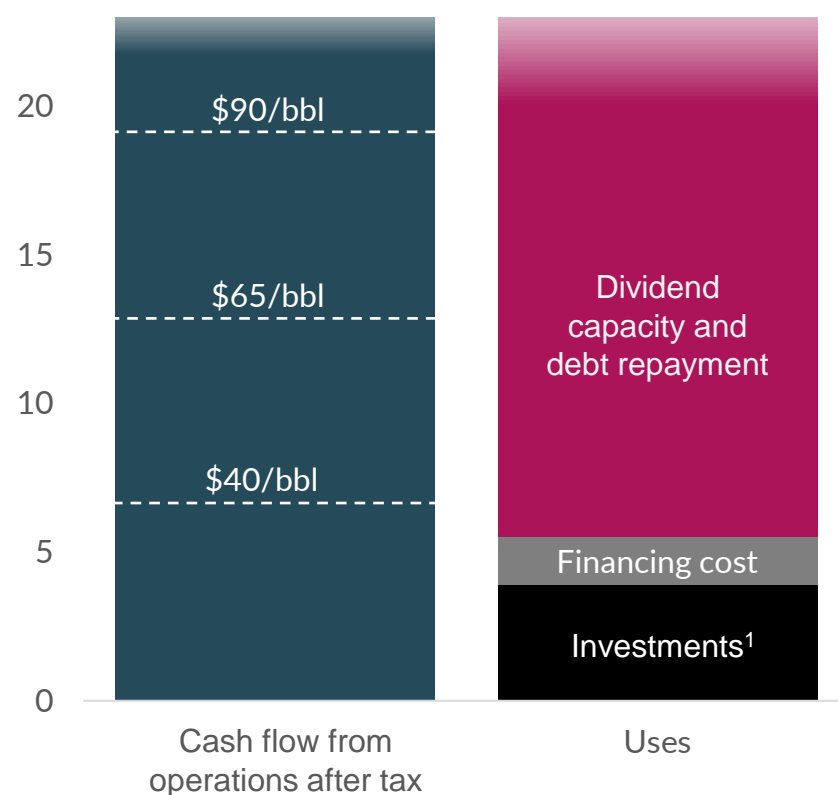 20
15
10
5
0
$90/bbl
$65/bbl
$40/bbl
Dividend
capacity and
debt repayment
Financing cost
Investments¹
Cash flow from
operations after tax
Uses